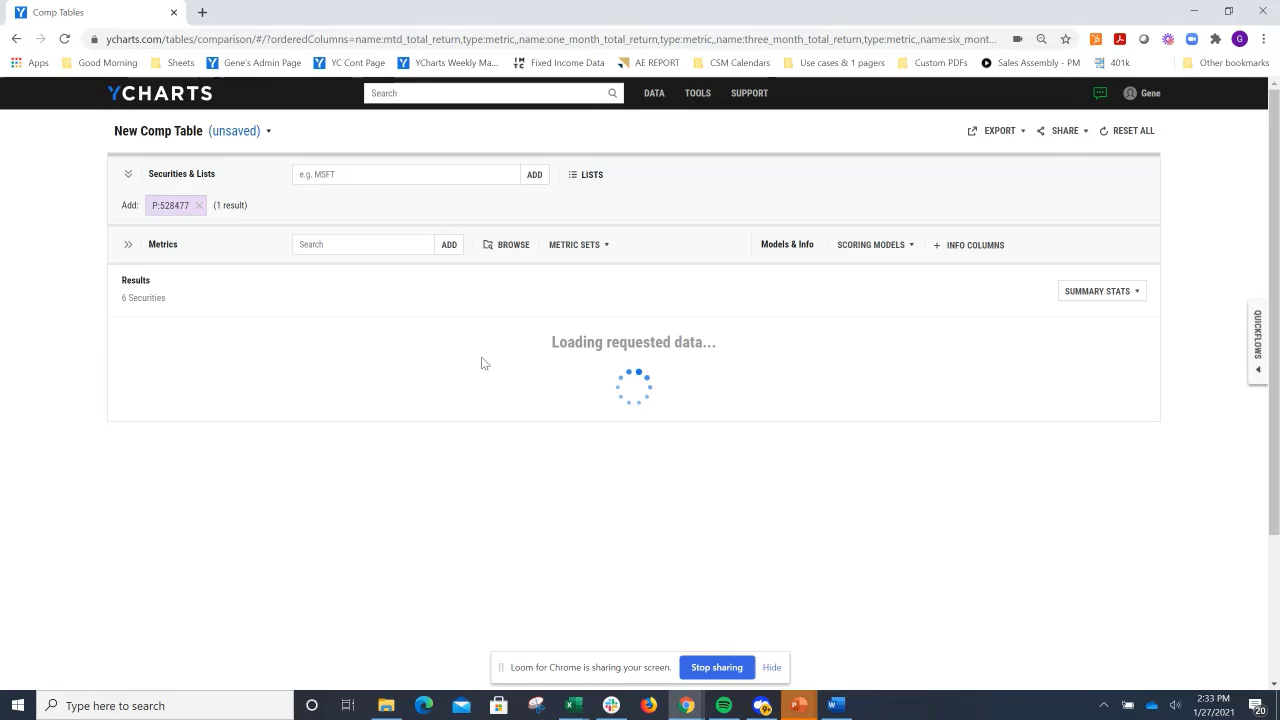 Comp Tables
ycharts.com/tables/comparison/#/?orderedColumns=name:mtd_total_return,type:metric,,name:one_month_total_return,type:metric,,name:three_month_total_return,type:metric,,name:six_mont...
Apps Good Morning Sheets Gene's Admin Page YC Cont Page YCharts Weekly Ma... Fixed Income Data AE REPORT CSM Calendars Use cases & 1 pagers Custom PDFs Sales Assembly - PM 401k Other bookmarks
YCHARTS Search DATA TOOLS SUPPORT Gene
New Comp Table (unsaved) EXPORT SHARE RESET ALL
Securities & Lists e.g. MSFT ADD LISTS
Add: P:528477 (1 result)
Metrics Search ADD BROWSE METRIC SETS Models & Info SCORING MODELS INFO COLUMNS
Results
6 Securities
SUMMARY STATS
Loading requested data...
QUICKFLOWS
Loom for Chrome is sharing your screen. Stop sharing Hide
Type here to search
2:33 PM
1/27/2021
20